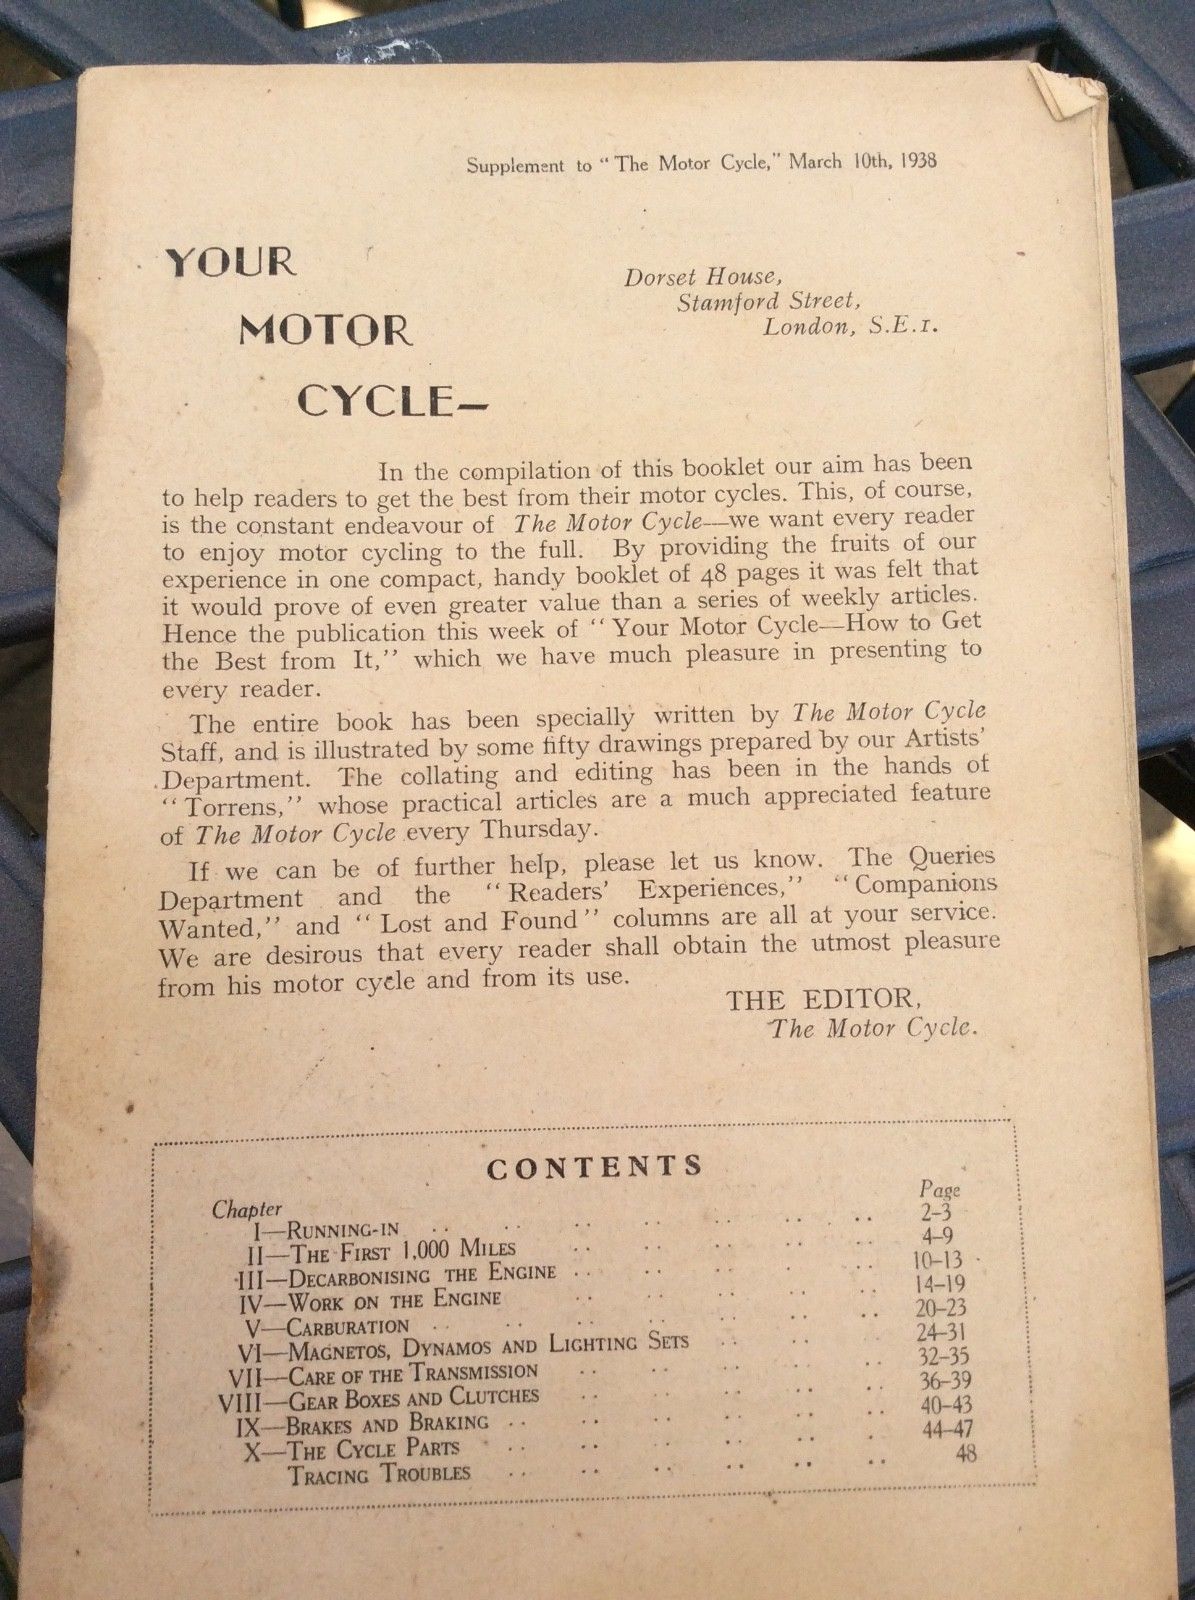 Supplement to “The Motor Cycle,” March 10th, 1938
YOUR
MOTOR
CYCLE—
Dorset House,
Stamford Street,
London, S.E.1.
In the compilation of this booklet our aim has been
to help readers to get the best from their motor cycles. This, of course,
is the constant endeavour of The Motor Cycle—we want every reader
to enjoy motor cycling to the full. By providing the fruits of our
experience in one compact, handy booklet of 48 pages it was felt that
it would prove of even greater value than a series of weekly articles.
Hence the publication this week of “Your Motor Cycle—How to Get
the Best from It,” which we have much pleasure in presenting to
every reader.
The entire book has been specially written by The Motor Cycle
Staff, and is illustrated by some fifty drawings prepared by our Artists’
Department. The collating and editing has been in the hands of
“Torrens,” whose practical articles are a much appreciated feature
of The Motor Cycle every Thursday.
If we can be of further help, please let us know. The Queries
Department and the “Readers’ Experiences,” “Companions
Wanted,” and “Lost and Found” columns are all at your service.
We are desirous that every reader shall obtain the utmost pleasure
from his motor cycle and from its use.
THE EDITOR,
The Motor Cycle.
CONTENTS
Chapter Page
I—RUNNING-IN .. .. .. .. .. .. .. 2–3
II—THE FIRST 1,000 MILES .. .. .. .. .. 4–9
III—DECARBONISING THE ENGINE .. .. .. . .. 10–13
IV—WORK ON THE ENGINE .. .. .. .. .. 14–19
V—CARBURATION .. .. .. .. .. .. .. 20–23
VI—MAGNETOS, DYNAMOS AND LIGHTING SETS .. .. 24–31
VII—CARE OF THE TRANSMISSION .. .. .. .. .. 32–35
VIII—GEAR BOXES AND CLUTCHES .. .. .. .. .. 36–39
IX—BRAKES AND BRAKING .. .. .. .. .. .. 40–43
X—THE CYCLE PARTS .. .. .. .. .. . 44–47
TRACING TROUBLES .. .. .. .. .. .. 48